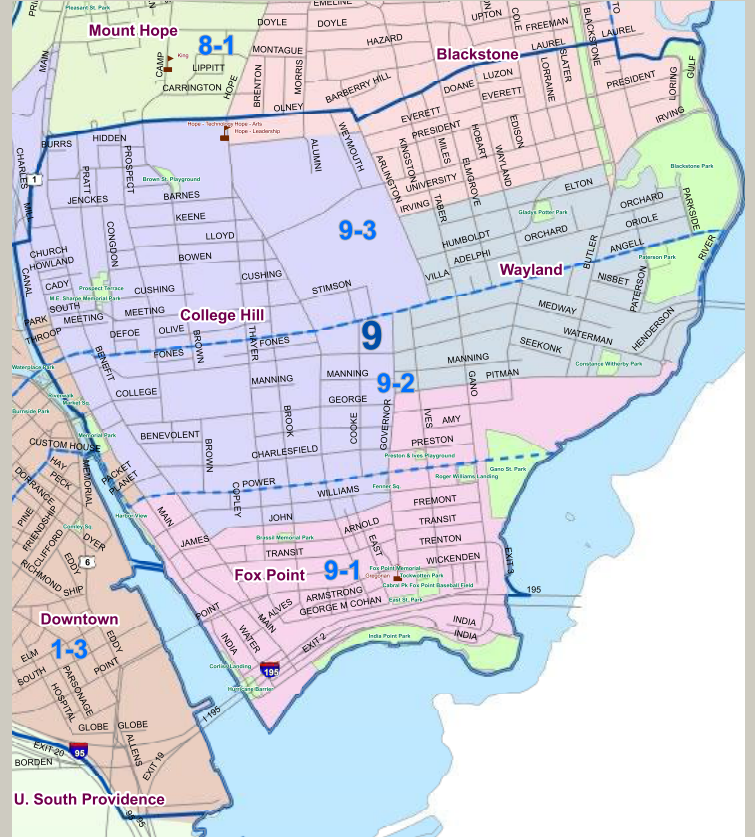 Pleasant St. Park
DOYLE
DOYLE
EMELINE
UPTON
COLE
FREEMAN
BLACKSTONE
TO
LAUREL
LAUREL
Mount Hope
8-1
HAZARD
MONTAGUE
Blackstone
SLATER
MAIN
CAMP
King
LIPPITT
CARRINGTON
HOPE
BRENTON
MORRIS
BARBERRY HILL
DOANE
LUZON
EVERETT
LORRAINE
PRESIDENT
LORING
GULF
OLNEY
EVERETT
PRESIDENT
IRVING
Hope - Technology
Hope - Arts
Hope - Leadership
BURRS
HIDDEN
ALUMNI
WEYMOUTH
ARLINGTON
KINGSTON
MILES
HOBART
WAYLAND
EDISON
ELMGROVE
CHARLES
MILL
1
PRATT
PROSPECT
Brown St. Playground
BARNES
JENCKES
UNIVERSITY
IRVING
TABER
ELTON
Blackstone Park
PARKSIDE
RIVER
KEENE
CONGDON
LLOYD
9-3
Gladys Potter Park
ORCHARD
ORIOLE
ORCHARD
HUMBOLDT
ANGELL
ADELPHI
BUTLER
CHURCH
HOWLAND
BOWEN
CANAL
CADY
CUSHING
CUSHING
STIMSON
VILLA
Wayland
Paterson Park
PATERSON
NISBET
Prospect Terrace
W.E. Sharpe Memorial Park
SOUTH
MEETING
MEETING
College Hill
PARK
THROOP
DEFOE
OLIVE
BROWN
THAYER
FONES
FONES
9
MEDWAY
WATERMAN
HENDERSON
SEEKONK
BENEFIT
MANNING
PITMAN
Constance Witherby Park
Waterplace Park
MANNING
MANNING
9-2
GANO
COLLEGE
GEORGE
Riverwalk
Market Sq.
Burnside Park
BROOK
COOKE
GOVERNOR
IVES
AMY
Memorial Park
BENEVOLENT
BROWN
CHARLESFIELD
PRESTON
Preston & Ives Playground
CUSTOM HOUSE
HAY
PECK
MEMORIAL
PACKET
PLANET
Roger Williams Landing
Gano St. Park
DORRANCE
COPLEY
POWER
WILLIAMS
Fenner Sq.
FREMONT
PINE
FRIENDSHIP
CLIFFORD
Harbor View
MAIN
JOHN
TRANSIT
ARNOLD
DYER
EDDY
JAMES
Brassil Memorial Park
TRANSIT
EAST
TRENTON
WICKENDEN
EXIT 3
6
RICHMOND
SHIP
Fox Point
9-1
Fox Point Memorial
Gregorian
Tockwotten Park
Cabral Pk Fox Point Baseball Field
195
ARMSTRONG
GEORGE M COHAN
East St. Park
Downtown
1-3
POINT
ALVES
MAIN
INDIA
INDIA
India Point Park
EDDY
POINT
INDIA
WATER
EXIT 2
ELM
SOUTH
PARSONAGE
HOSPITAL
195
Hurricane Barrier
I-195
GLOBE
GLOBE
ALLENS
EXIT 20
95
BORDEN
EXIT 19
U. South Providence
95